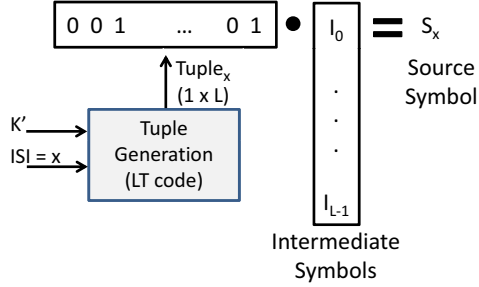 0 0 1 ... 0 1 • I0 = Sx
Tuplex
(1 x L)
Source
Symbol
K'
ISI = x
Tuple
Generation
(LT code)
.
.
.
.
IL-1
Intermediate
Symbols